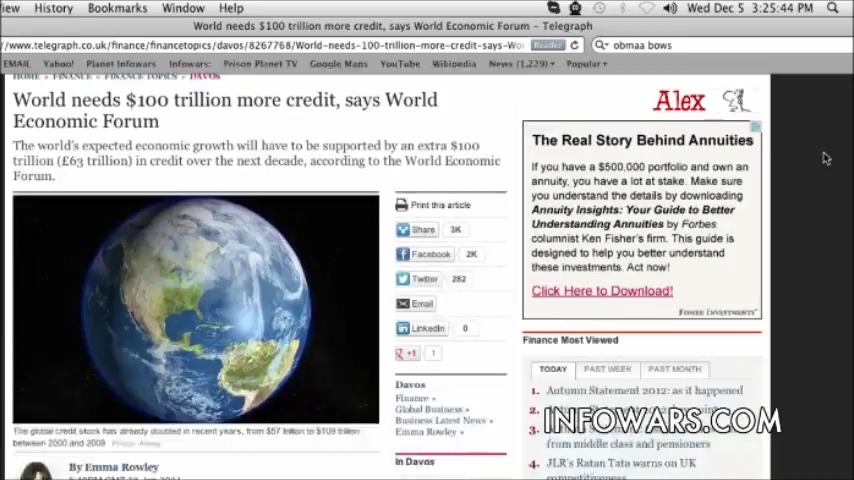 iew History Bookmarks Window Help
Wed Dec 5 3:25:44 PM
World needs $100 trillion more credit, says World Economic Forum – Telegraph
/www.telegraph.co.uk/finance/financetopics/davos/8267768/World-needs-100-trillion-more-credit-says-Wo
Reader
obmaa bows
EMAIL Yahoo! Planet Infowars Infowars: Prison Planet TV Google Maps YouTube Wikipedia News (1,229) Popular
HOME » FINANCE » FINANCE TOPICS » DAVOS
World needs $100 trillion more credit, says World
Economic Forum
The world's expected economic growth will have to be supported by an extra $100
trillion (£63 trillion) in credit over the next decade, according to the World Economic
Forum.
Print this article
Share 3K
Facebook 2K
Twitter 282
Email
LinkedIn 0
+1 1
Davos
Finance »
Global Business »
Business Latest News »
Emma Rowley »
In Davos
The global credit stock has already doubled in recent years, from $57 trillion to $109 trillion
between 2000 and 2009
By Emma Rowley
Alex
The Real Story Behind Annuities
If you have a $500,000 portfolio and own an
annuity, you have a lot at stake. Make sure
you understand the details by downloading
Annuity Insights: Your Guide to Better
Understanding Annuities by Forbes
columnist Ken Fisher's firm. This guide is
designed to help you better understand
these investments. Act now!
Click Here to Download!
FISHER INVESTMENTS
Finance Most Viewed
TODAY PAST WEEK PAST MONTH
1. Autumn Statement 2012: as it happened
2.
3.
from middle class and pensioners
4. JLR's Ratan Tata warns on UK
competitiveness
INFOWARS.COM